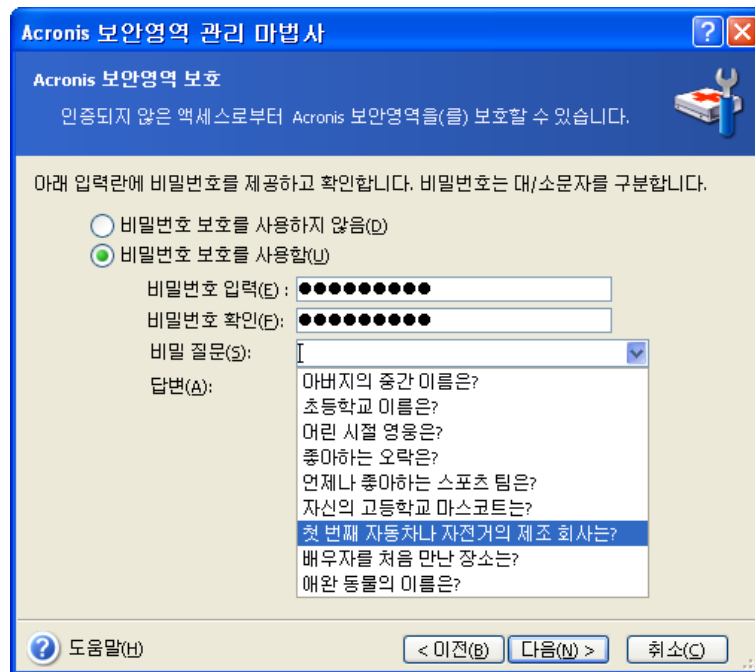 Acronis 보안영역 관리 마법사
Acronis 보안영역 보호
인증되지 않은 액세스로부터 Acronis 보안영역을(를) 보호할 수 있습니다.
아래 입력란에 비밀번호를 제공하고 확인합니다. 비밀번호는 대/소문자를 구분합니다.
비밀번호 보호를 사용하지 않음(D)
비밀번호 보호를 사용함(U)
비밀번호 입력(E) : ●●●●●●●●●
비밀번호 확인(F): ●●●●●●●●●
비밀 질문(S):
답변(A):
아버지의 중간 이름은?
초등학교 이름은?
어린 시절 영웅은?
좋아하는 오락은?
언제나 좋아하는 스포츠 팀은?
자신의 고등학교 마스코트는?
첫 번째 자동차나 자전거의 제조 회사는?
배우자를 처음 만난 장소는?
애완 동물의 이름은?
도움말(H)
< 이전(B) 다음(N) > 취소(C)